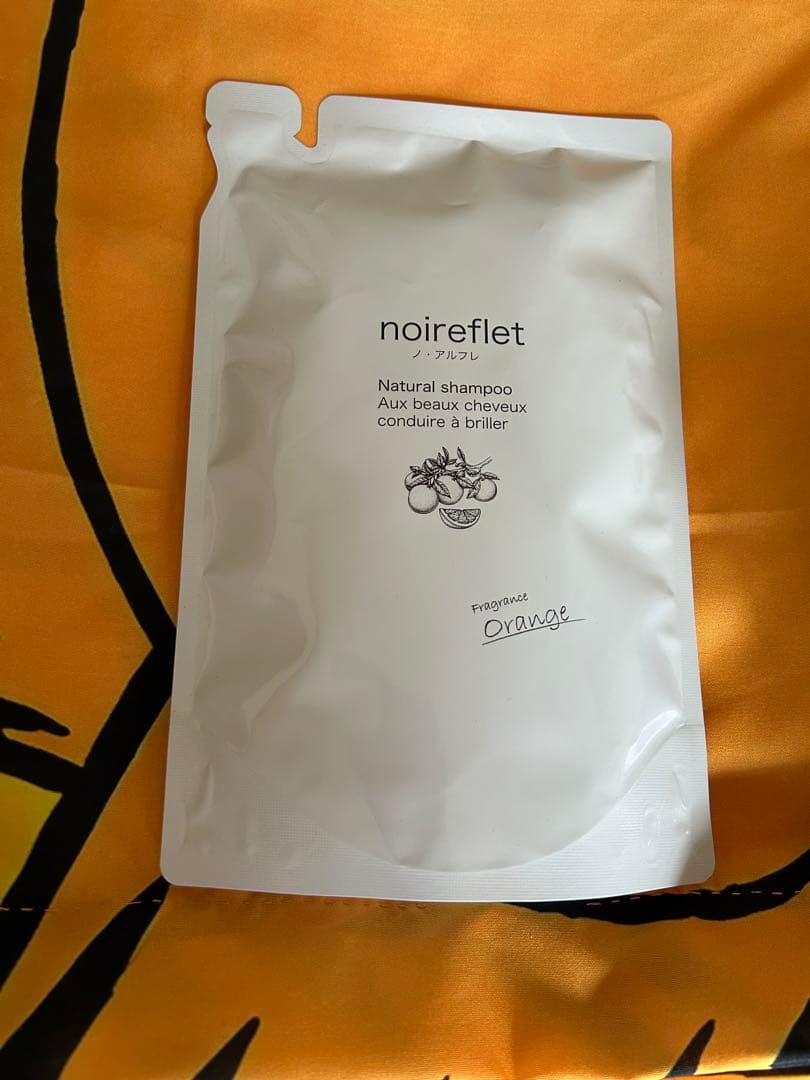 noireflet
ノ・アルフレ
Natural shampoo
Aux beaux cheveux
conduire à briller
Fragrance
Orange